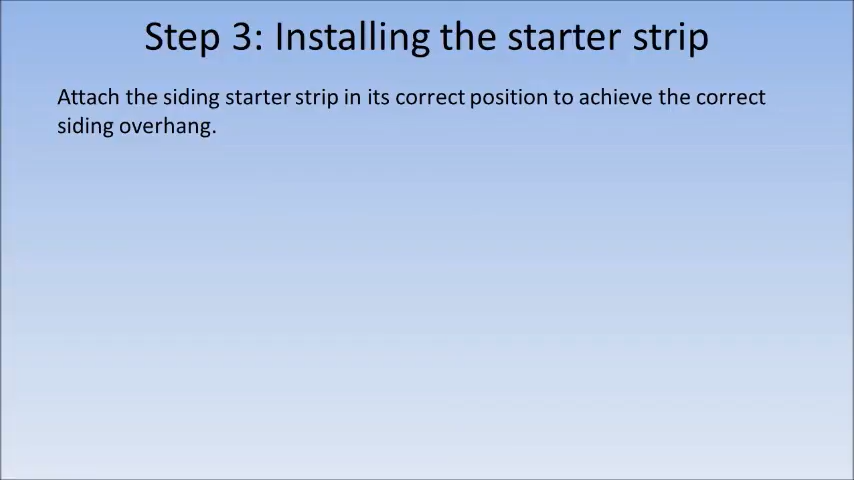 Step 3: Installing the starter strip
Attach the siding starter strip in its correct position to achieve the correct
siding overhang.